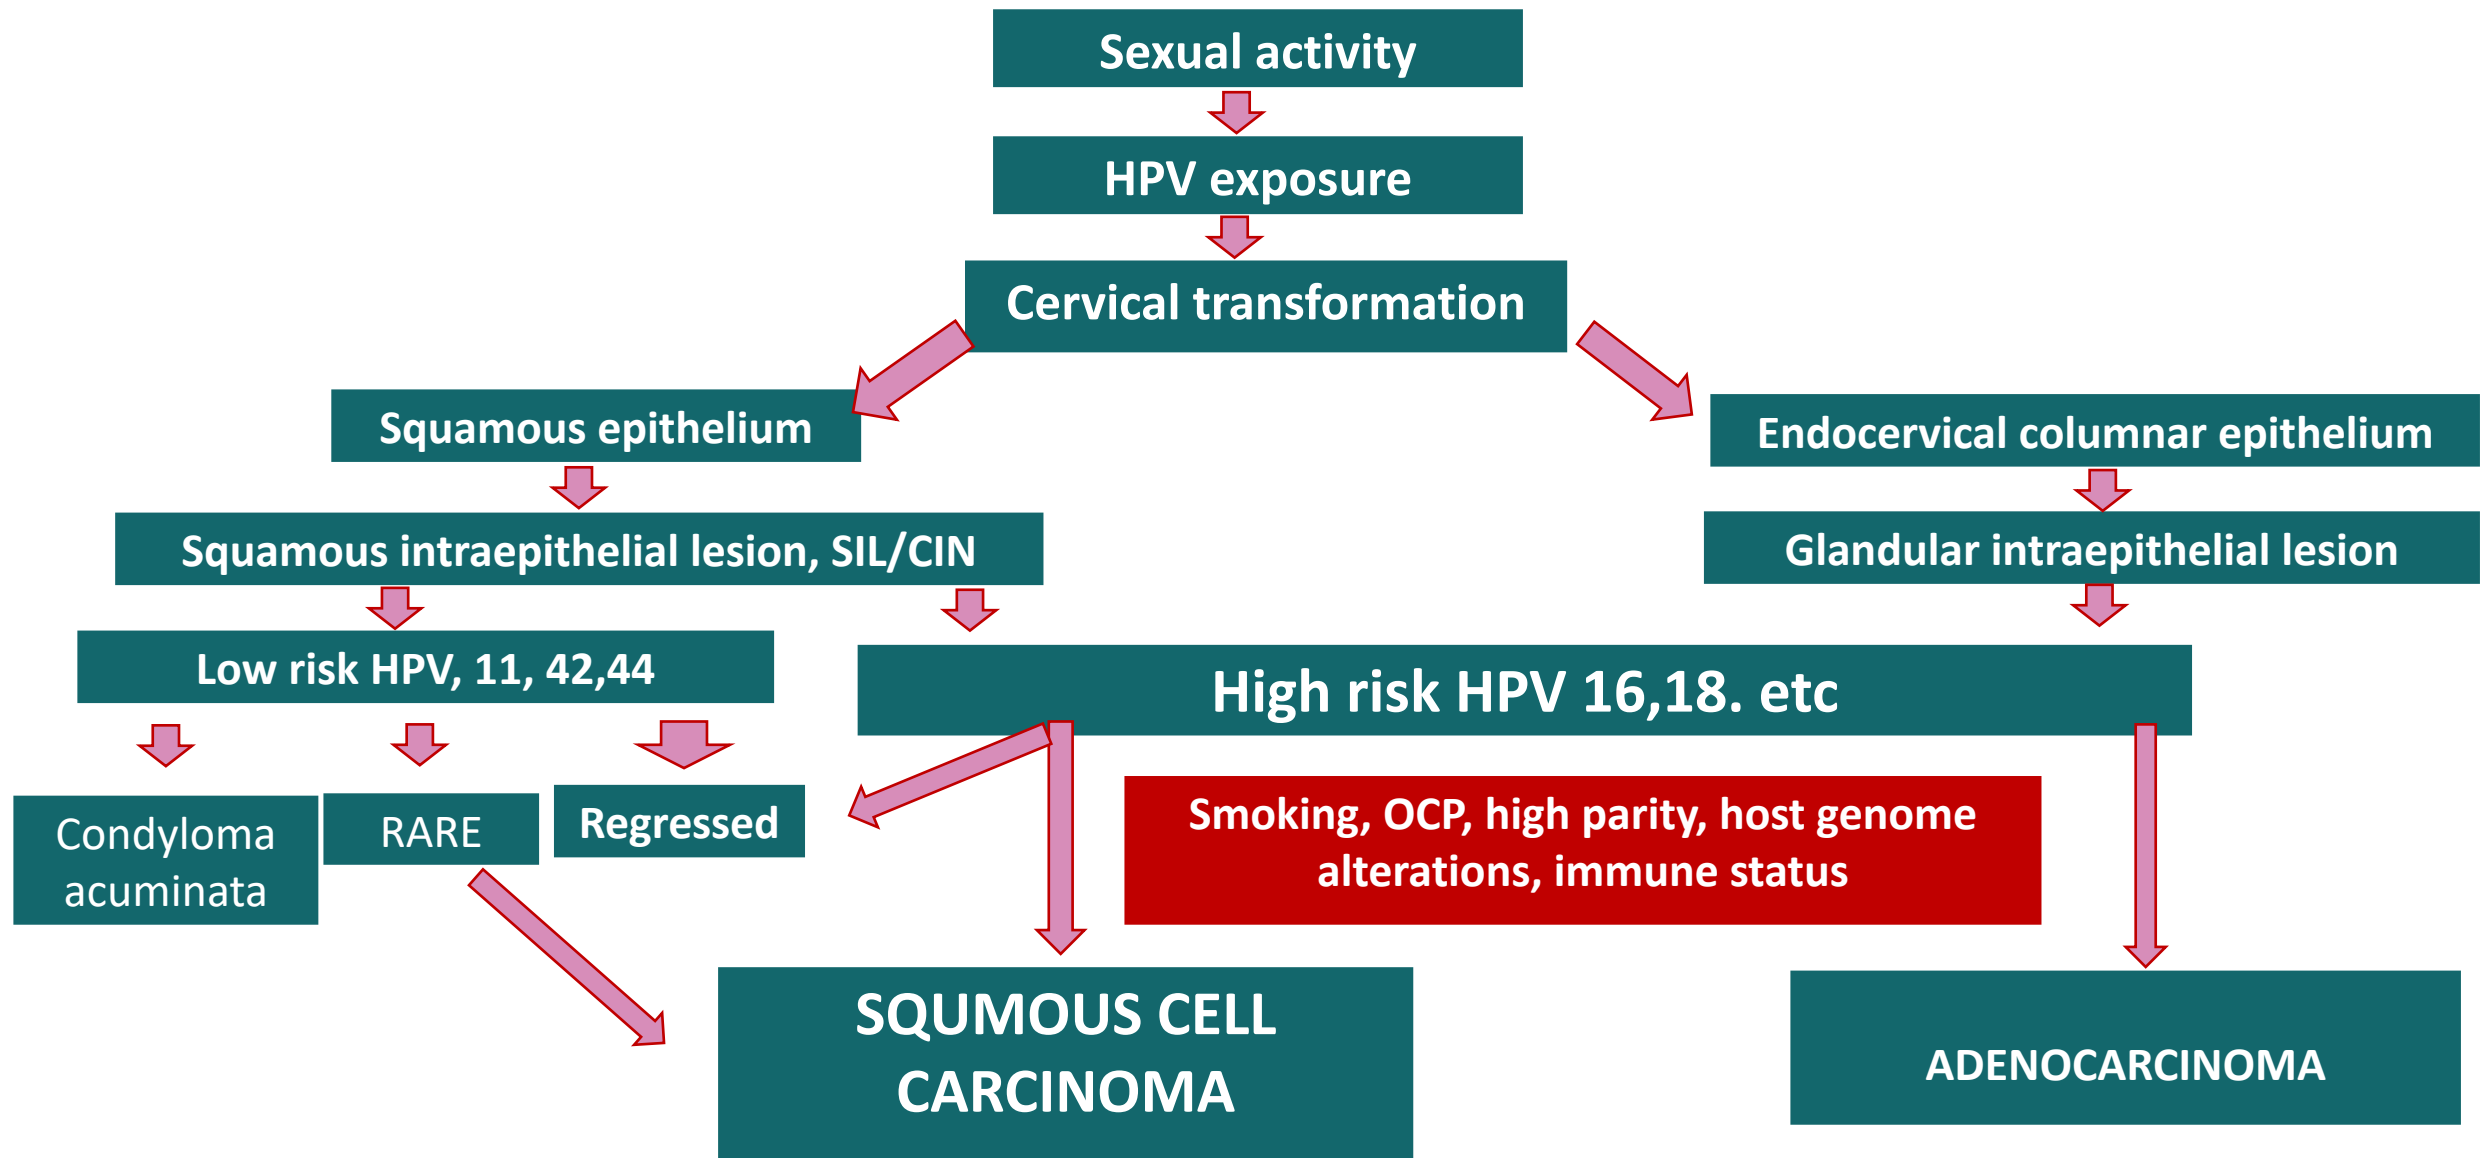 Sexual activity
HPV exposure
Cervical transformation
Squamous epithelium
Endocervical columnar epithelium
Squamous intraepithelial lesion, SIL/CIN
Glandular intraepithelial lesion
Low risk HPV, 11, 42,44
High risk HPV 16,18. etc
Condyloma
acuminata
RARE
Regressed
Smoking, OCP, high parity, host genome
alterations, immune status
SQUMOUS CELL
CARCINOMA
ADENOCARCINOMA